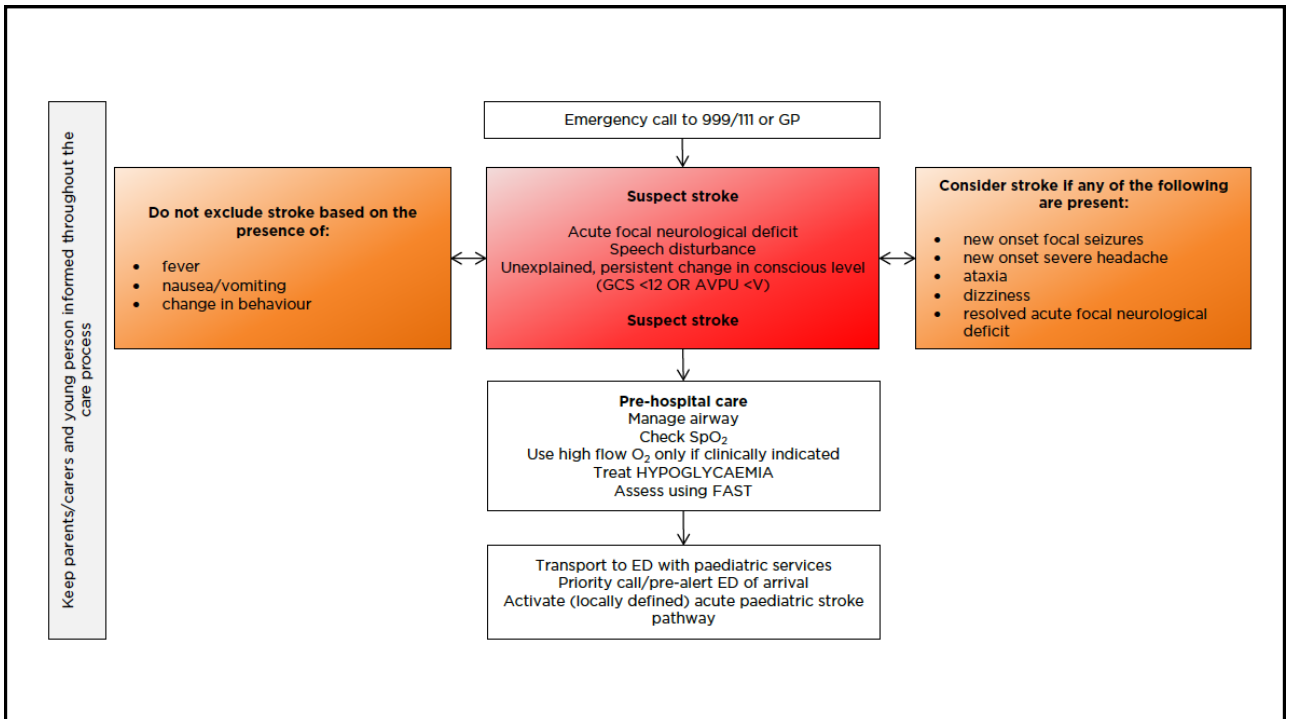 Keep parents/carers and young person informed throughout the
care process
Emergency call to 999/111 or GP
Do not exclude stroke based on the
presence of:
• fever
• nausea/vomiting
• change in behaviour
Suspect stroke
Acute focal neurological deficit
Speech disturbance
Unexplained, persistent change in conscious level
(GCS <12 OR AVPU <V)
Suspect stroke
Consider stroke if any of the following
are present:
• new onset focal seizures
• new onset severe headache
• ataxia
• dizziness
• resolved acute focal neurological
deficit
Pre-hospital care
Manage airway
Check SpO₂
Use high flow O₂ only if clinically indicated
Treat HYPOGLYCAEMIA
Assess using FAST
Transport to ED with paediatric services
Priority call/pre-alert ED of arrival
Activate (locally defined) acute paediatric stroke
pathway